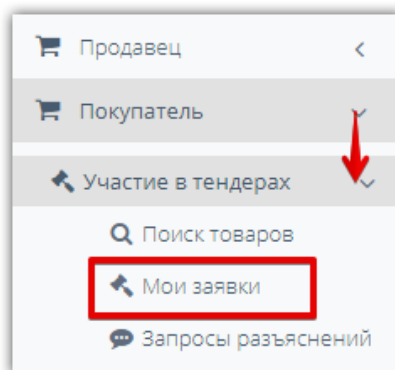 Продавец
Покупатель
Участие в тендерах
Поиск товаров
Мои заявки
Запросы разъяснений